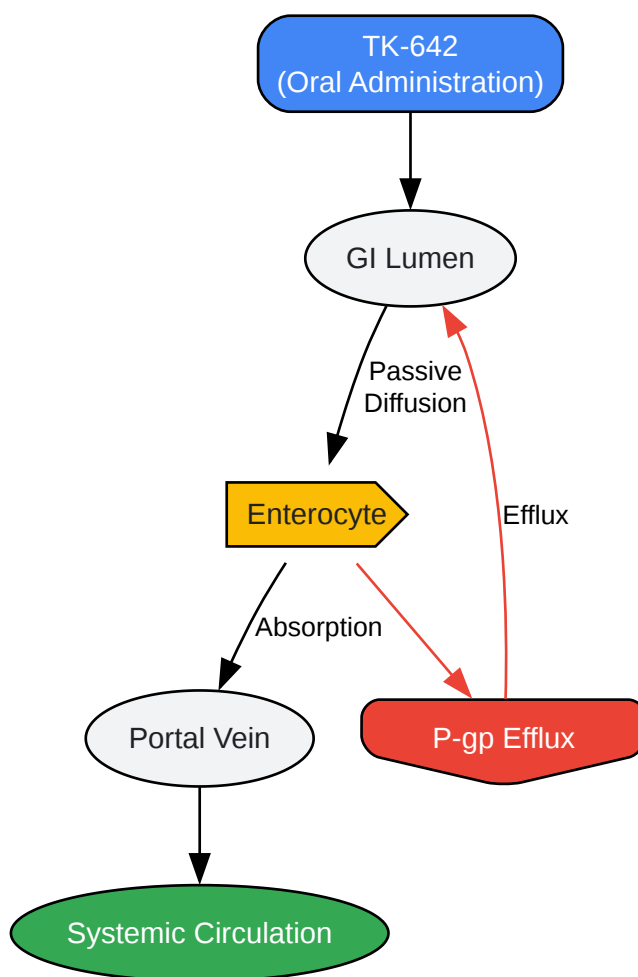 TK-642
(Oral Administration)
GI Lumen
Passive
Diffusion
Enterocyte
Efflux
Absorption
Portal Vein
P-gp Efflux
Systemic Circulation